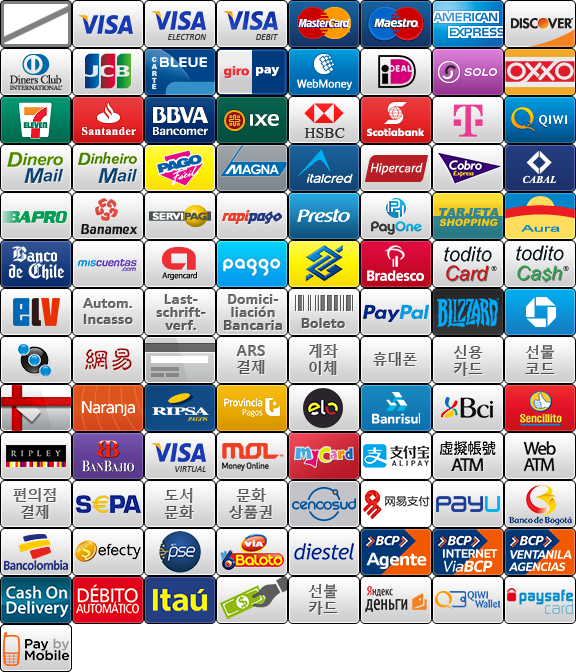 VISA
VISA
ELECTRON
VISA
DEBIT
MasterCard
Maestro
AMERICAN
EXPRESS
DISCOVER
Diners Club
INTERNATIONAL
JCB
CARTE
BLEUE
giro pay
WebMoney
iDEAL
SOLO
OXXO
7
ELEVEN
Santander
BBVA
Bancomer
IXE
HSBC
Scotiabank
T
QIWI
Dinero
Mail
Dinheiro
Mail
PAGO
Fácil
MAGNA
italcred
Hipercard
Cobro
Express
CABAL
BAPRO
Banamex
SERVIPAG
rapipago
Presto
PayOne
TARJETA
SHOPPING
Aura
Banco
de Chile
miscuentas
.com
Argencard
paggo
Bradesco
todito
Card
todito
Ca$h
ELV
Autom.
Incasso
Last-
schrift-
verf.
Domici-
liación
Bancaria
Boleto
PayPal
BLIZZARD
網易
ARS
결제
계좌
이체
휴대폰
신용
카드
선물
코드
Naranja
RIPSA
PAGOS
Provincia
Pagos
elo
Banrisul
Bci
Sencillito
RIPLEY
BANBAJIO
VISA
VIRTUAL
MOL
Money Online
MyCard
支付宝
ALIPAY
虛擬帳號
ATM
Web
ATM
편의점
결제
S€PA
도서
문화
문화
상품권
cencosud
网易支付
PAYU
Banco de Bogotá
Bancolombia
efecty
pse
VIA
Baloto
diestel
BCP
Agente
BCP
INTERNET
ViaBCP
BCP
VENTANILA
AGENCIAS
Cash On
Delivery
DÉBITO
AUTOMÁTICO
Itaú
$
선불
카드
Яндекс
деньги
QIWI
Wallet
paysafe
card
Pay by
Mobile